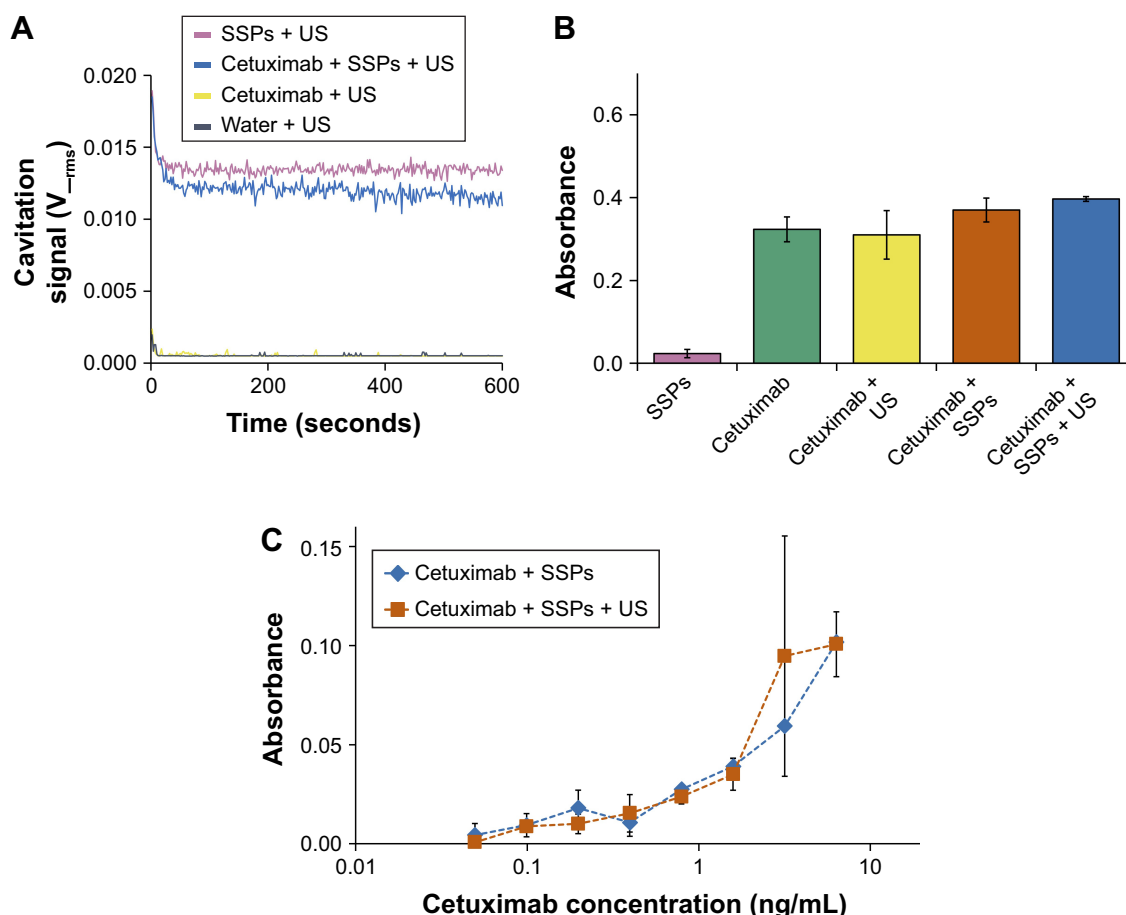 A
SSPs + US
Cetuximab + SSPs + US
Cetuximab + US
Water + US
Cavitation
signal (V_rms)
0.020
0.015
0.010
0.005
0.000
0
200
400
600
Time (seconds)
B
Absorbance
0.6
0.4
0.2
0.0
SSPs
Cetuximab
Cetuximab +
US
Cetuximab +
SSPs
Cetuximab +
SSPs + US
C
Cetuximab + SSPs
Cetuximab + SSPs + US
Absorbance
0.15
0.10
0.05
0.00
0.01
0.1
1
10
Cetuximab concentration (ng/mL)